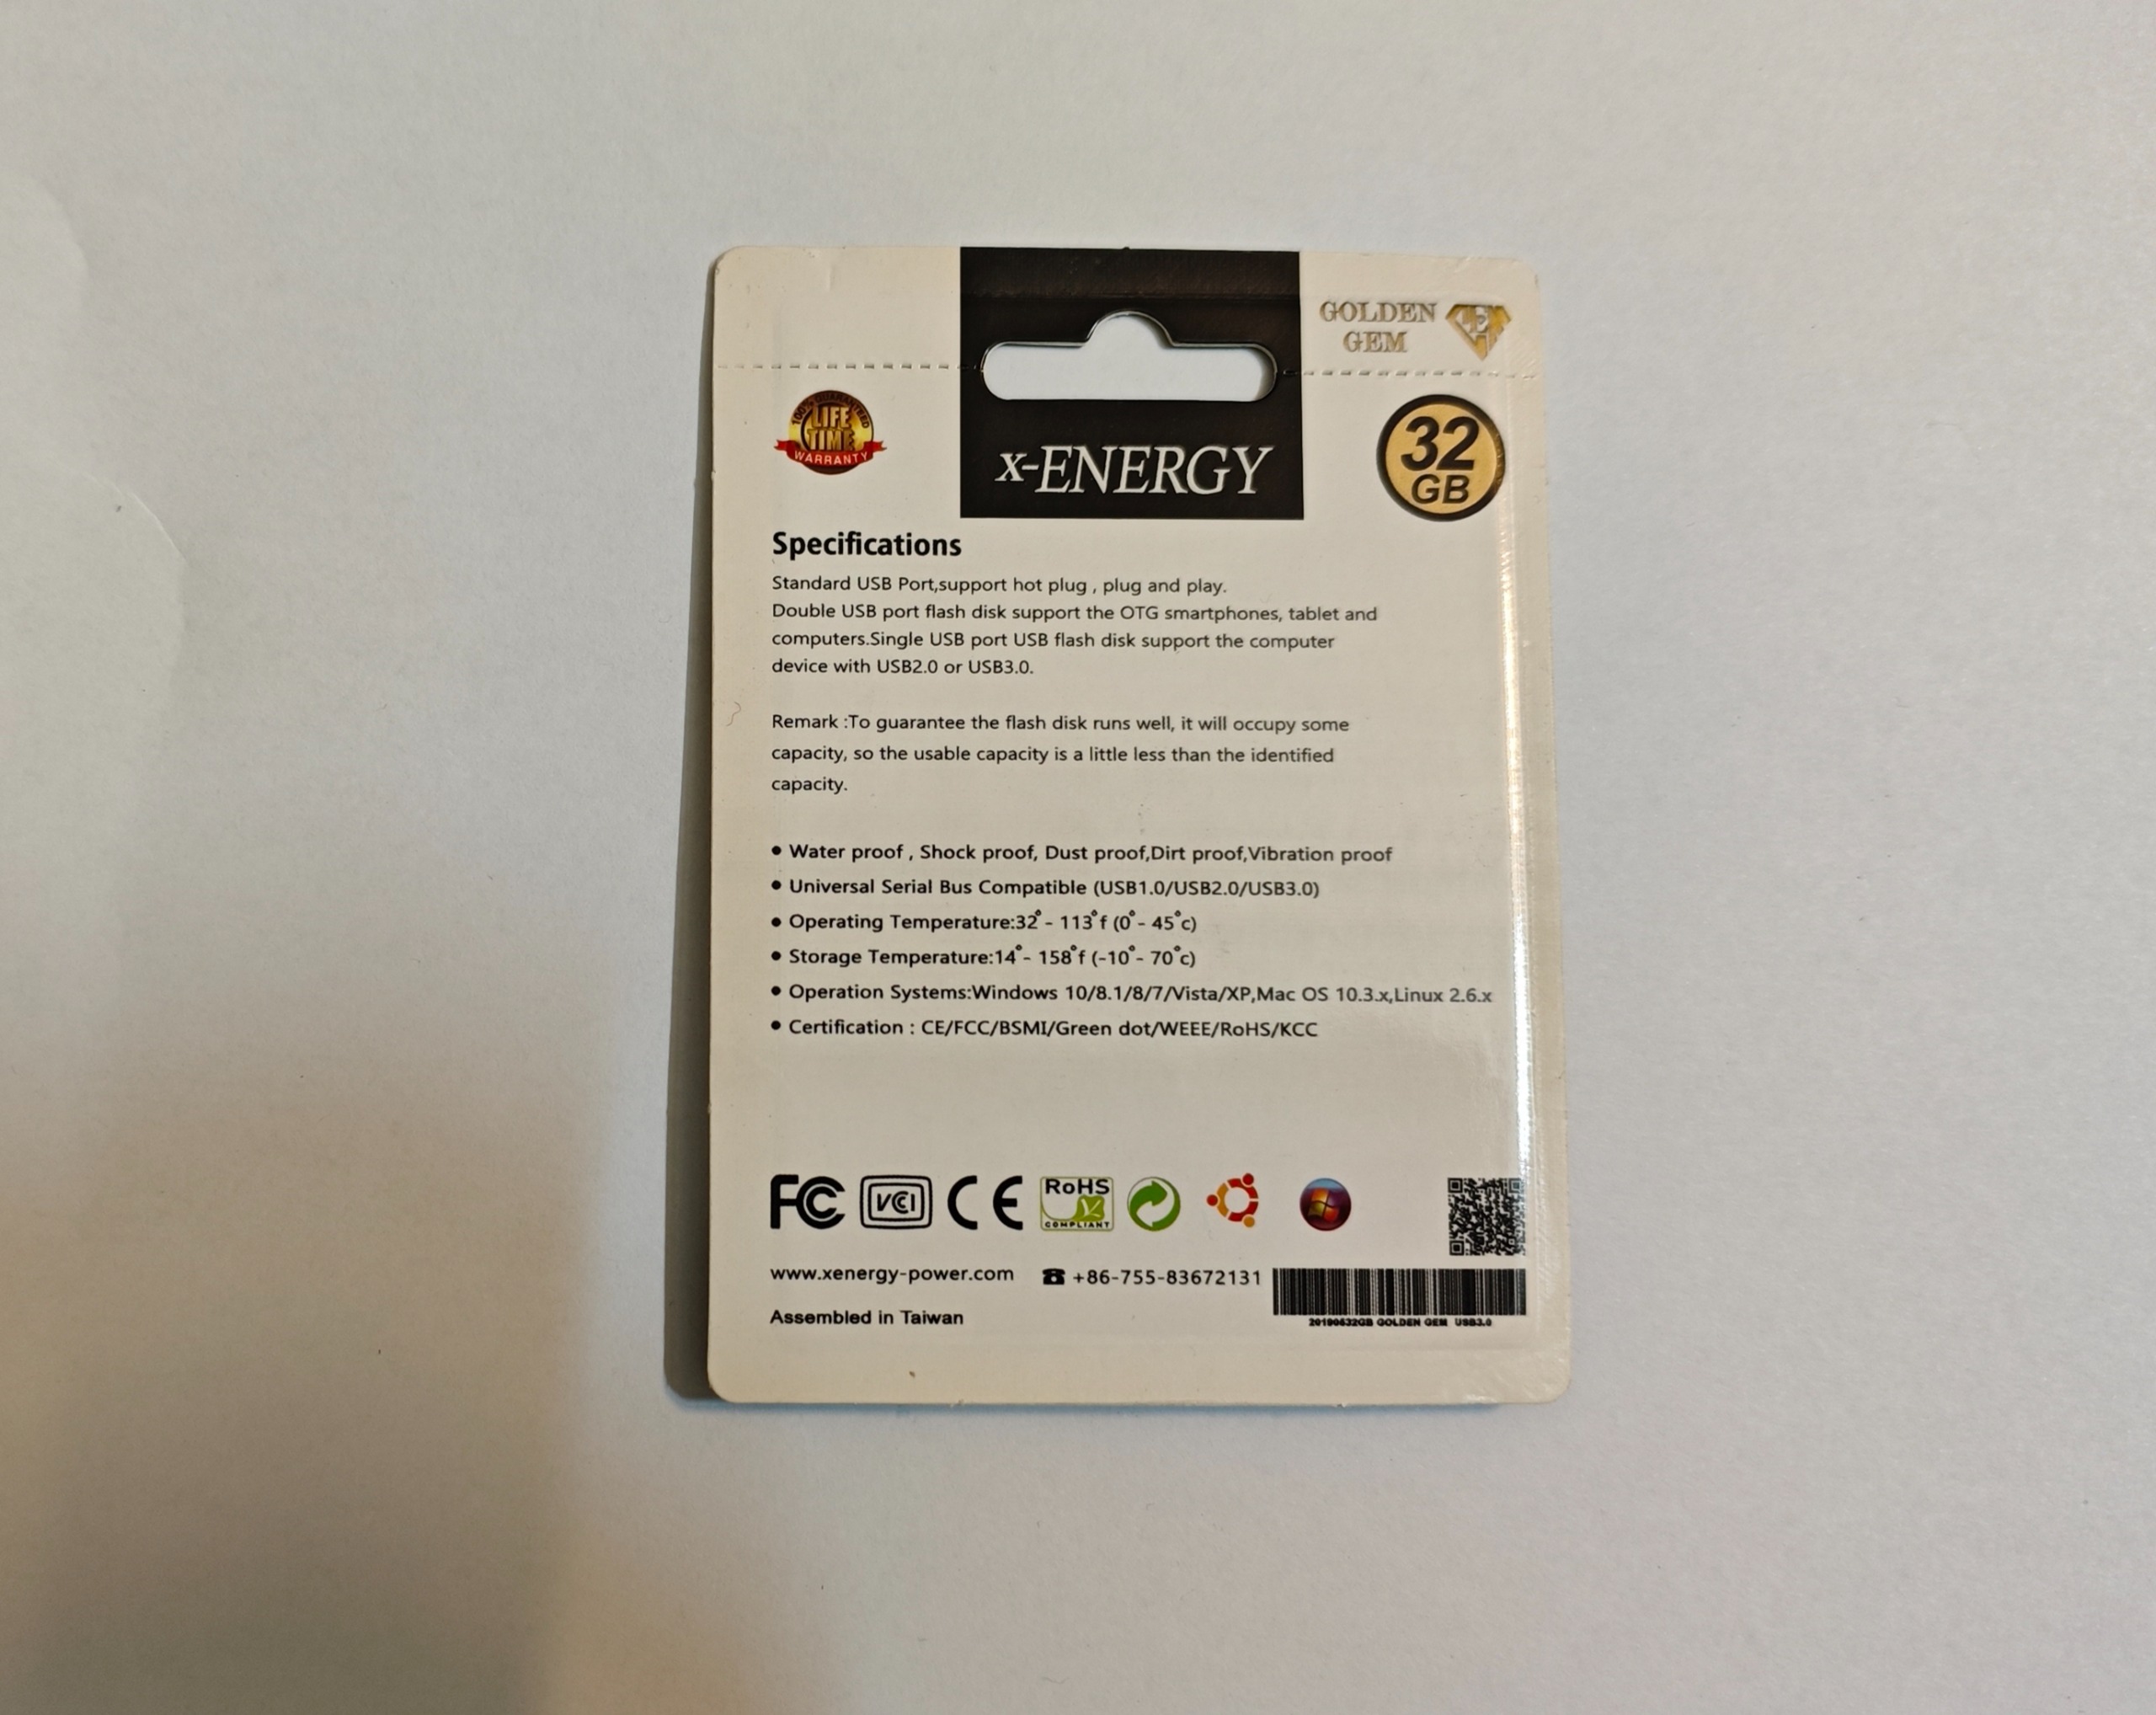 GOLDEN
GEM
100% GUARANTEED
LIFE
TIME
WARRANTY
x-ENERGY
32
GB
Specifications
Standard USB Port,support hot plug , plug and play.
Double USB port flash disk support the OTG smartphones, tablet and
computers.Single USB port USB flash disk support the computer
device with USB2.0 or USB3.0.
Remark :To guarantee the flash disk runs well, it will occupy some
capacity, so the usable capacity is a little less than the identified
capacity.
• Water proof , Shock proof, Dust proof,Dirt proof,Vibration proof
• Universal Serial Bus Compatible (USB1.0/USB2.0/USB3.0)
• Operating Temperature:32°- 113°f (0°- 45°c)
• Storage Temperature:14°- 158°f (-10°- 70°c)
• Operation Systems:Windows 10/8.1/8/7/Vista/XP,Mac OS 10.3.x,Linux 2.6.x
• Certification : CE/FCC/BSMI/Green dot/WEEE/RoHS/KCC
FC VCI CE RoHS
COMPLIANT
www.xenergy-power.com ☎ +86-755-83672131
Assembled in Taiwan
GOLDEN GEM USB3.0